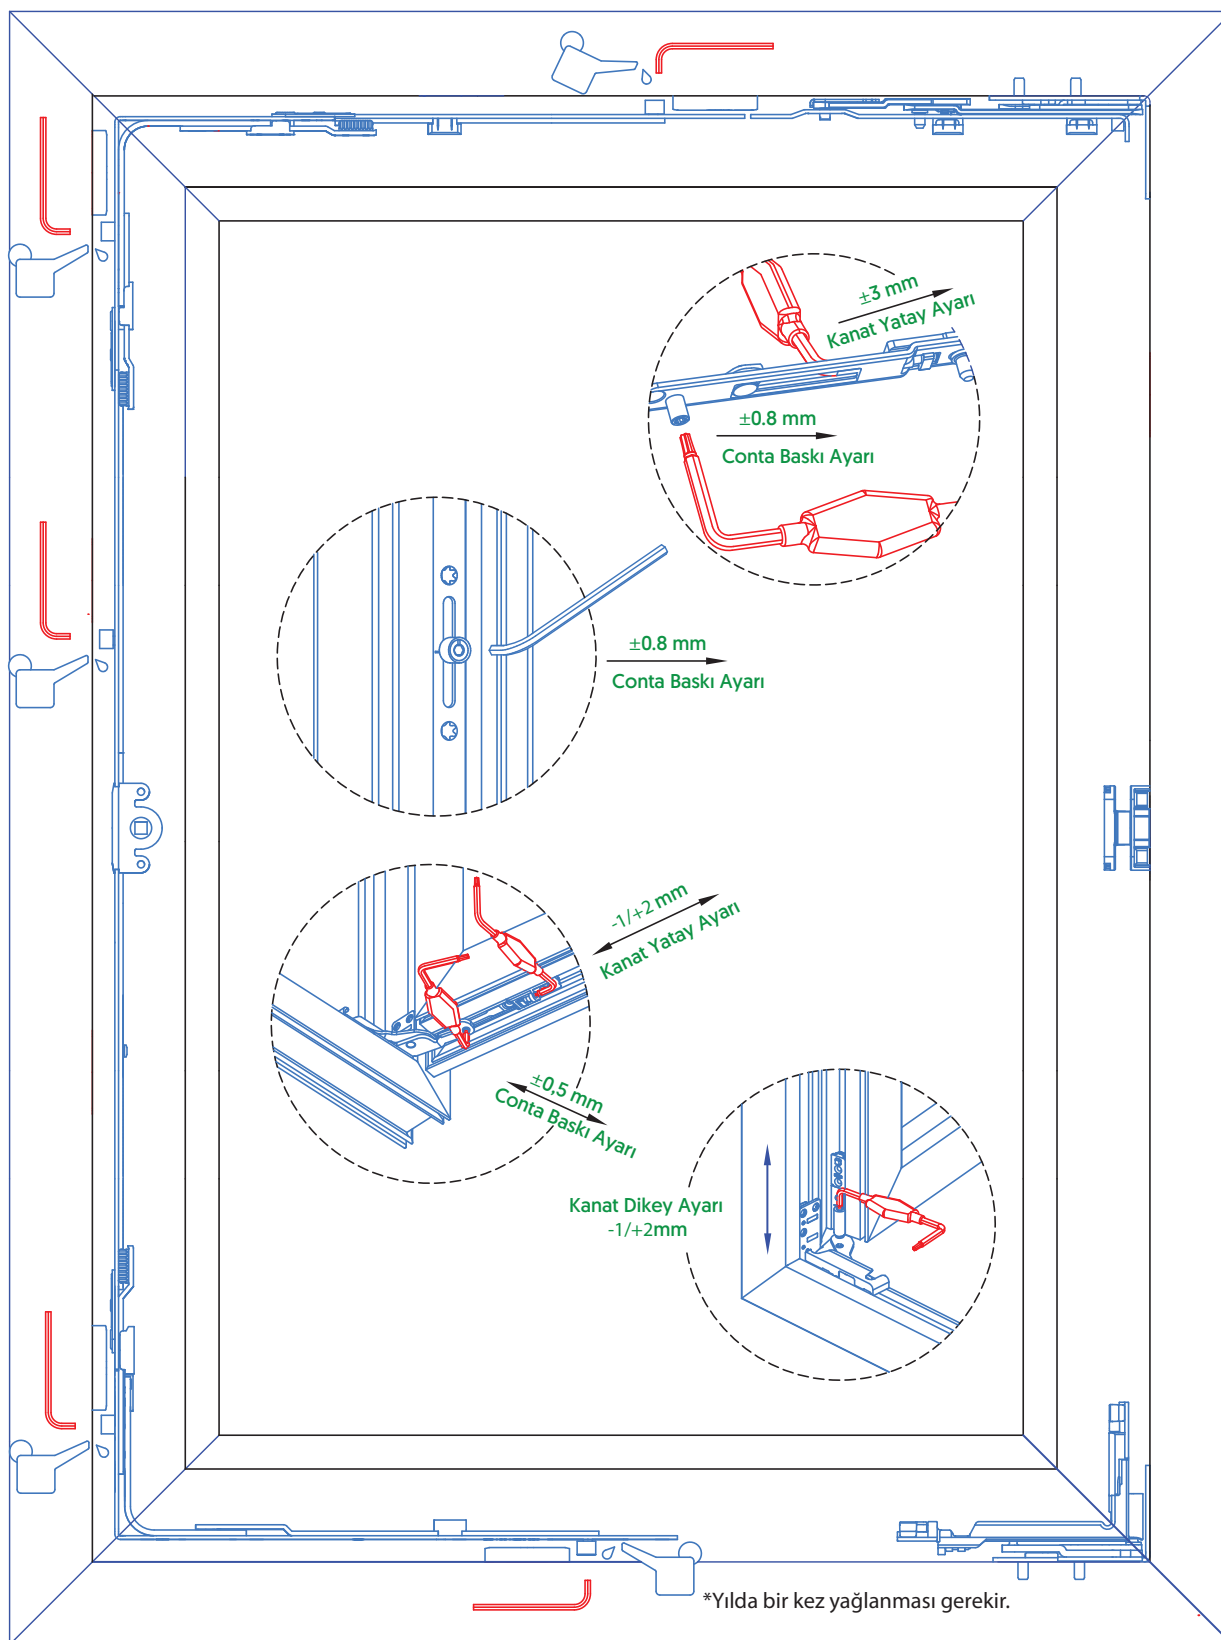 ±3 mm
Kanat Yatay Ayarı
±0.8 mm
Conta Baskı Ayarı
±0.8 mm
Conta Baskı Ayarı
-1/+2 mm
Kanat Yatay Ayarı
±0,5 mm
Conta Baskı Ayarı
Kanat Dikey Ayarı
-1/+2mm
*Yılda bir kez yağlanması gerekir.